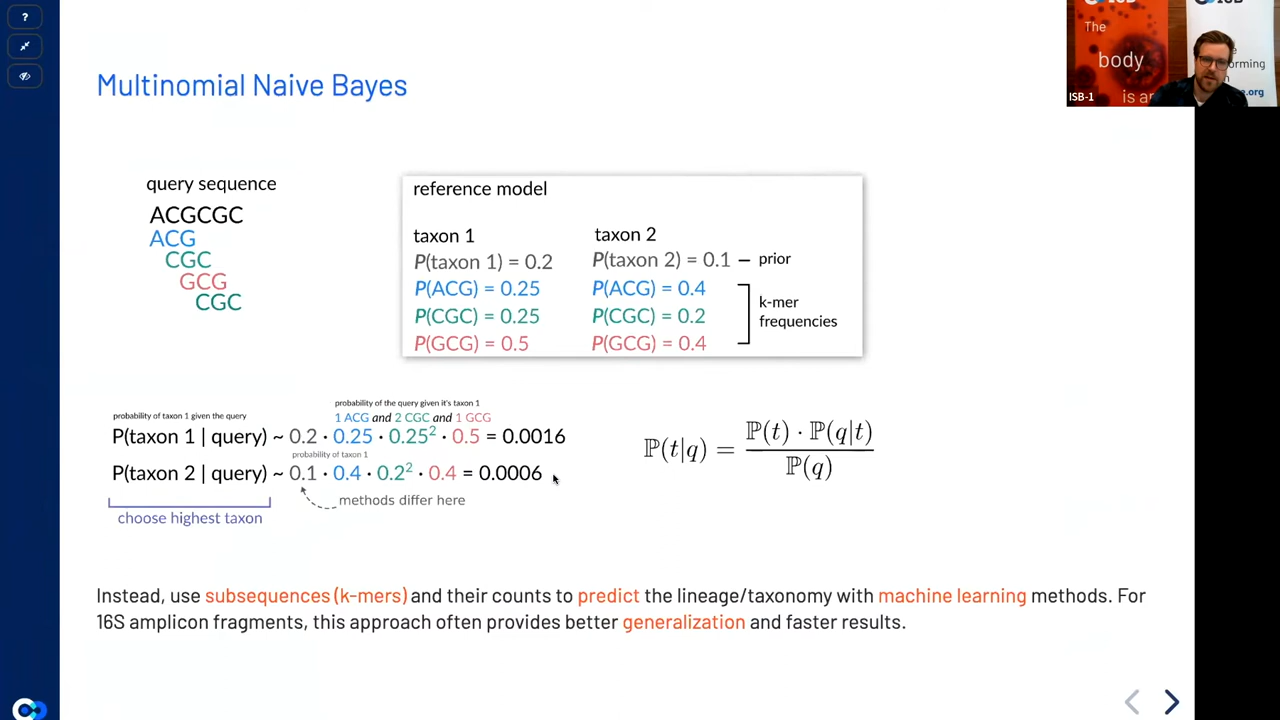 ?
The
body
is
ISB-1
orming
.org
Multinomial Naive Bayes
query sequence
ACGCGC
ACG
CGC
GCG
CGC
reference model
taxon 1
P(taxon 1) = 0.2
P(ACG) = 0.25
P(CGC) = 0.25
P(GCG) = 0.5
taxon 2
P(taxon 2) = 0.1
P(ACG) = 0.4
P(CGC) = 0.2
P(GCG) = 0.4
prior
k-mer
frequencies
probability of the query given it's taxon 1
probability of taxon 1 given the query
1 ACG and 2 CGC and 1 GCG
P(taxon 1 | query) ~ 0.2 · 0.25 · 0.25² · 0.5 = 0.0016
probability of taxon 1
P(taxon 2 | query) ~ 0.1 · 0.4 · 0.2² · 0.4 = 0.0006
methods differ here
choose highest taxon
ℙ(t|q) = ℙ(t) · ℙ(q|t)
ℙ(q)
Instead, use subsequences (k-mers) and their counts to predict the lineage/taxonomy with machine learning methods. For
16S amplicon fragments, this approach often provides better generalization and faster results.